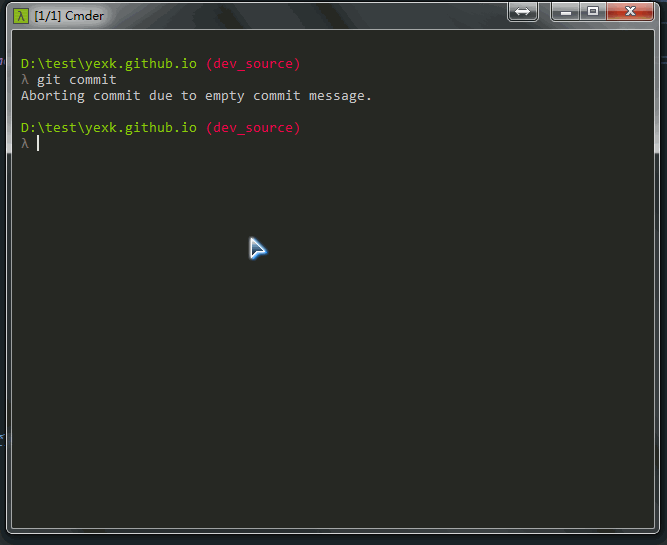 [1/1] Cmder
D:\test\yexk.github.io (dev_source)
λ git commit
Aborting commit due to empty commit message.
D:\test\yexk.github.io (dev_source)
λ